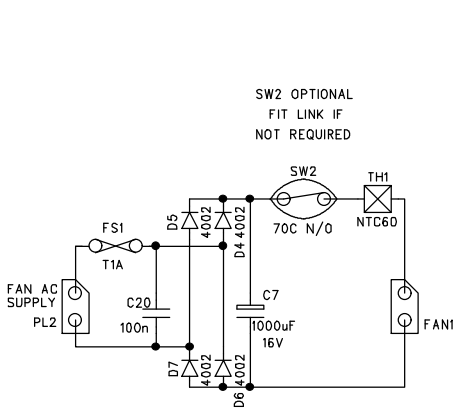 SW2 OPTIONAL
FIT LINK IF
NOT REQUIRED
SW2
TH1
D5
4002
D4
4002
70C N/O
NTC60
FS1
T1A
FAN AC
SUPPLY
PL2
C20
100n
C7
1000uF
16V
FAN1
D7
4002
D6
4002